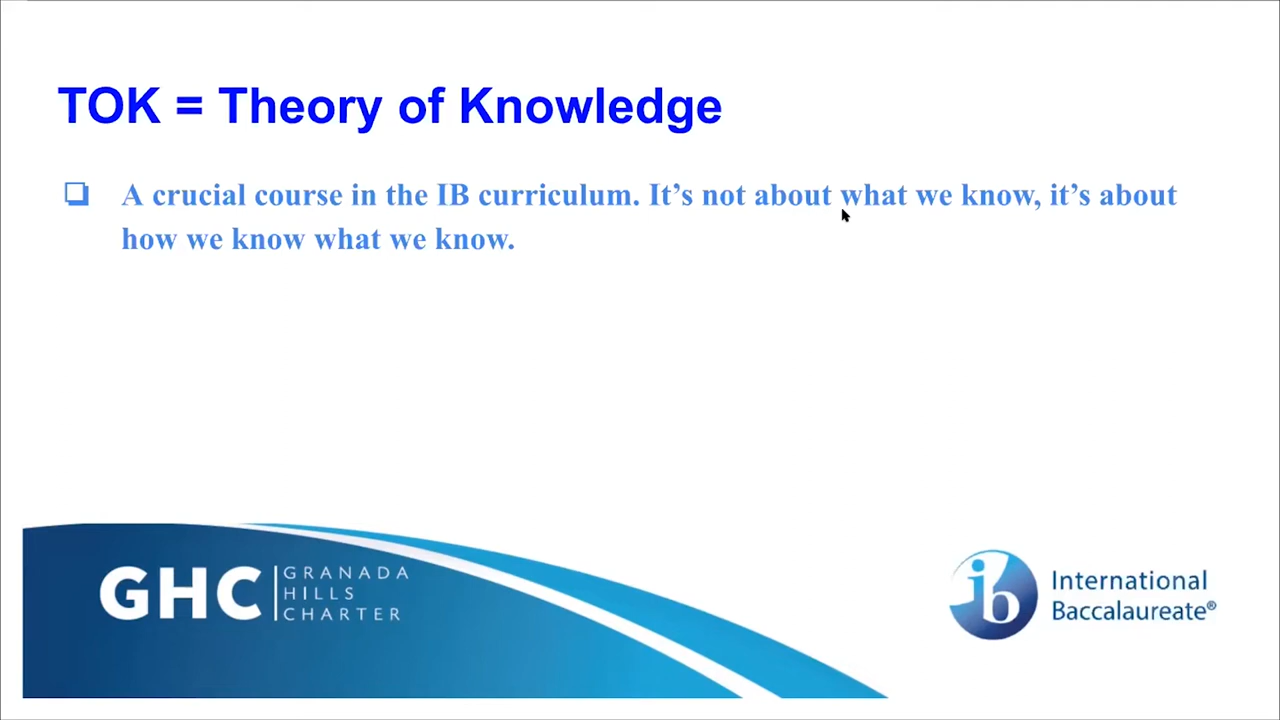 TOK = Theory of Knowledge
❏ A crucial course in the IB curriculum. It’s not about what we know, it’s about
how we know what we know.
GHC
GRANADA
HILLS
CHARTER
ib
International
Baccalaureate®